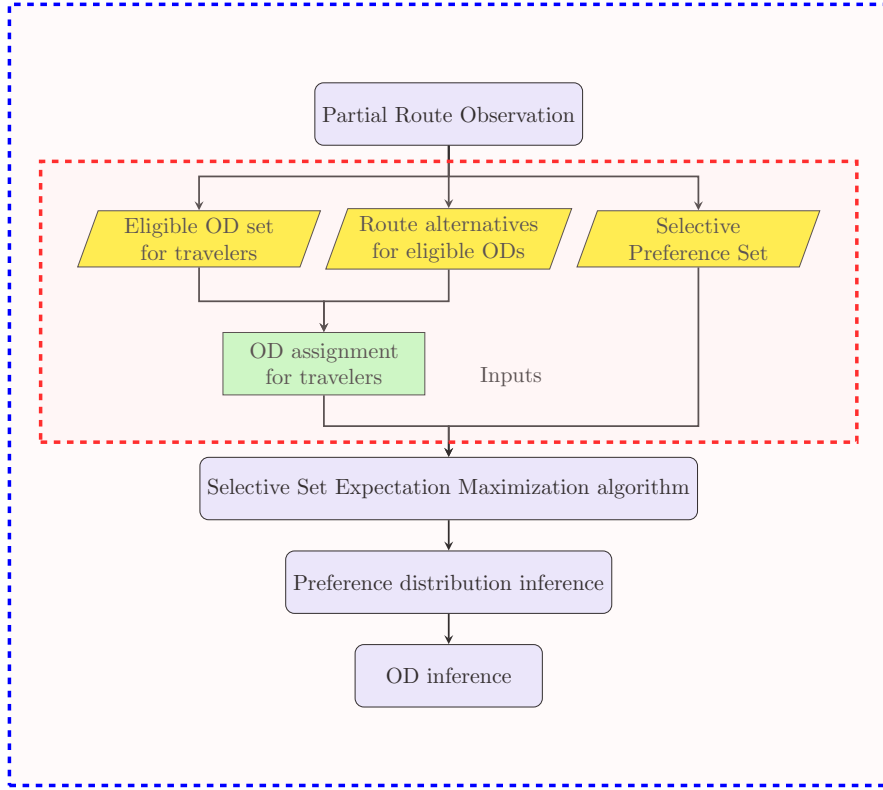 Partial Route Observation
Eligible OD set
for travelers
Route alternatives
for eligible ODs
Selective
Preference Set
OD assignment
for travelers
Inputs
Selective Set Expectation Maximization algorithm
Preference distribution inference
OD inference